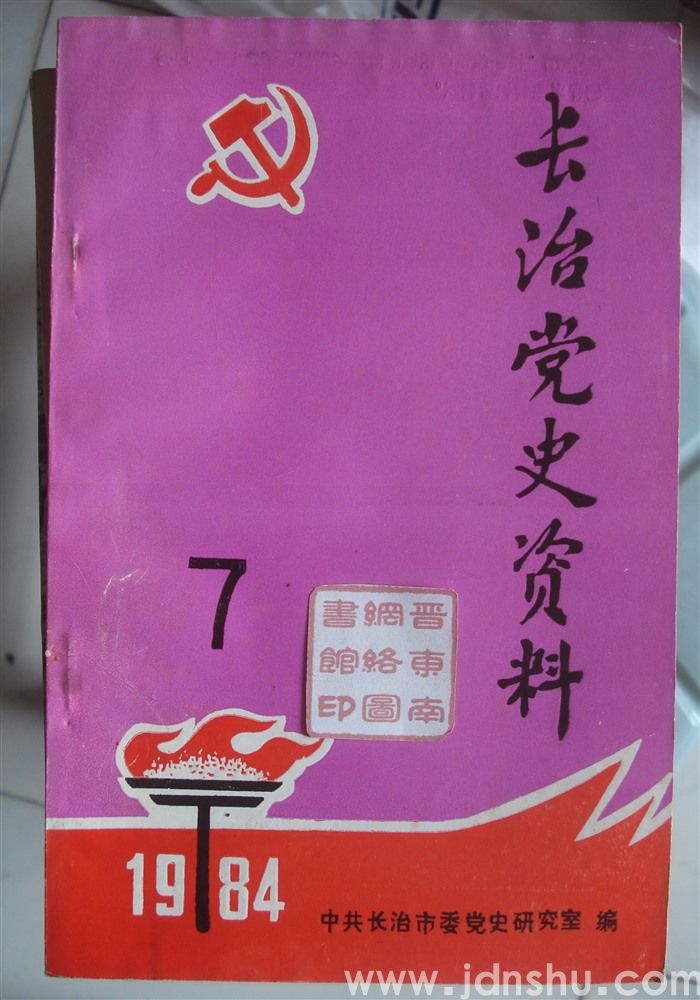 长治党史资料
7
晋東南
網絡圖
書館印
1984
中共长治市委党史研究室 编
www.jdnshu.com